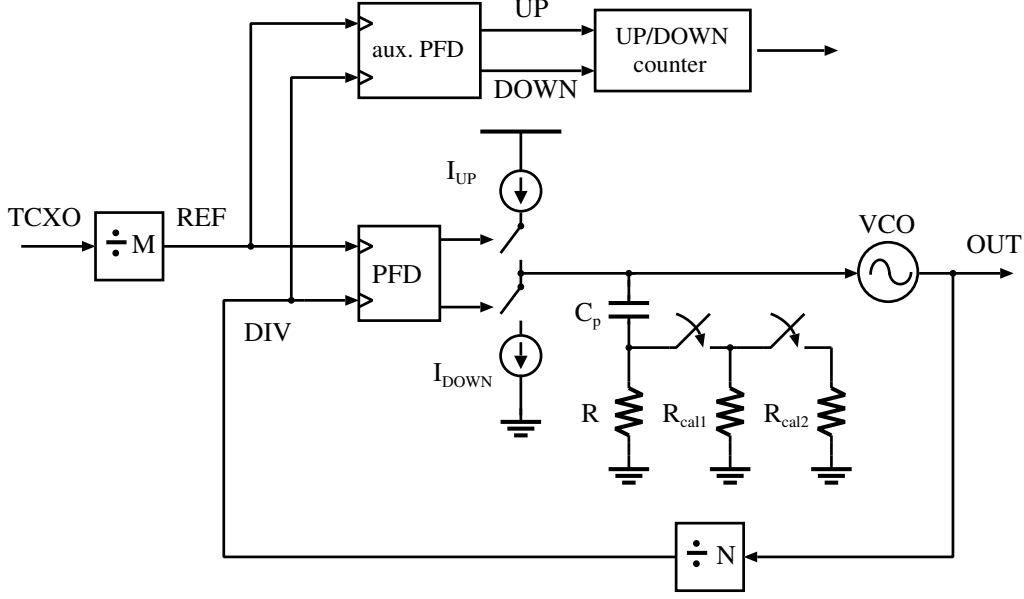 UP
aux. PFD
UP/DOWN
counter
DOWN
I_UP
TCXO
÷ M
REF
VCO
OUT
PFD
C_p
DIV
I_DOWN
R
R_cal1
R_cal2
÷ N